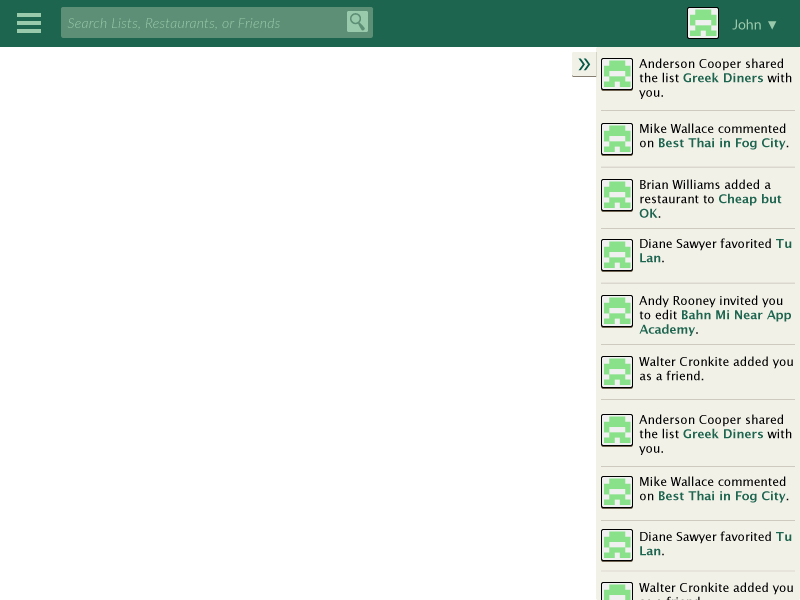 Search Lists, Restaurants, or Friends
John ▼
»
Anderson Cooper shared
the list Greek Diners with
you.
Mike Wallace commented
on Best Thai in Fog City.
Brian Williams added a
restaurant to Cheap but
OK.
Diane Sawyer favorited Tu
Lan.
Andy Rooney invited you
to edit Bahn Mi Near App
Academy.
Walter Cronkite added you
as a friend.
Anderson Cooper shared
the list Greek Diners with
you.
Mike Wallace commented
on Best Thai in Fog City.
Diane Sawyer favorited Tu
Lan.
Walter Cronkite added you
as a friend.